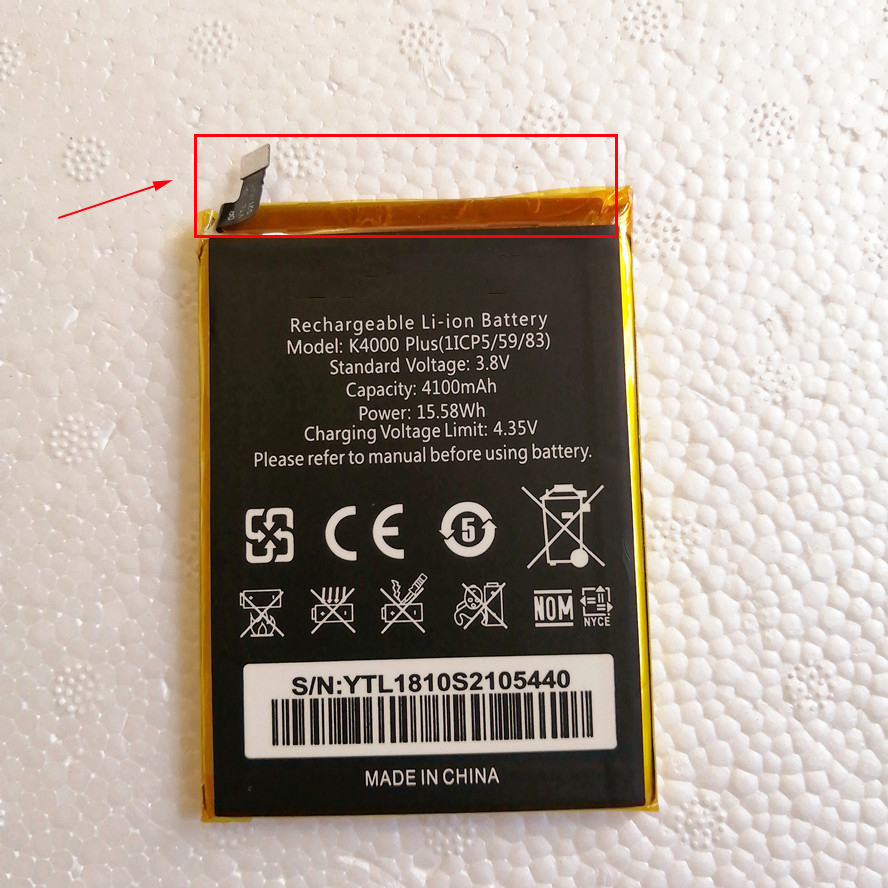 Rechargeable Li-ion Battery
Model: K4000 Plus(1ICP5/59/83)
Standard Voltage: 3.8V
Capacity: 4100mAh
Power: 15.58Wh
Charging Voltage Limit: 4.35V
Please refer to manual before using battery.
CE
5
NOM
NYCE
S/N:YTL1810S2105440
MADE IN CHINA